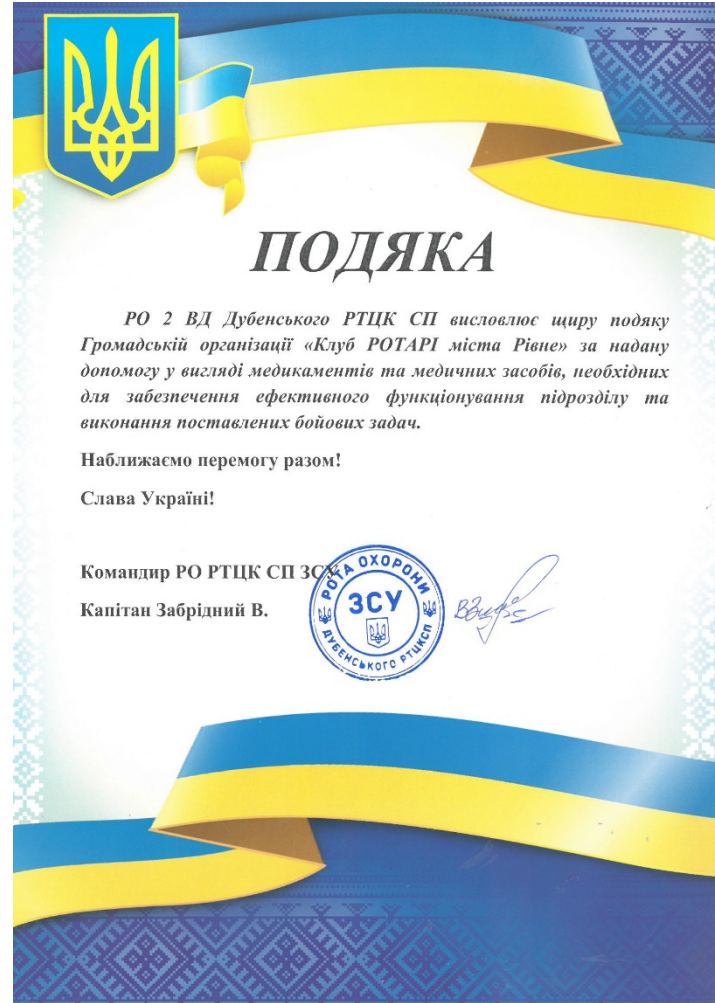 ПОДЯКА
РО 2 ВД Дубенського РТЦК СП висловлює щиру подяку
Громадській організації «Клуб РОТАРІ міста Рівне» за надану
допомогу у вигляді медикаментів та медичних засобів, необхідних
для забезпечення ефективного функціонування підрозділу та
виконання поставлених бойових задач.
Наближаємо перемогу разом!
Слава Україні!
Командир РО РТЦК СП ЗСУ
Капітан Забрідний В.
РОТА ОХОРОНИ
ЗСУ
ДУБЕНСЬКОГО РТЦКСП